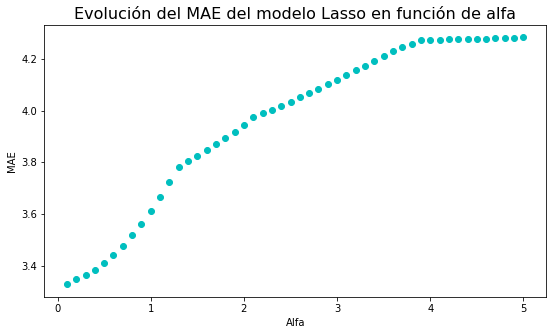 Evolución del MAE del modelo Lasso en función de alfa
4.2
4.0
3.8
3.6
3.4
MAE
0 1 2 3 4 5
Alfa